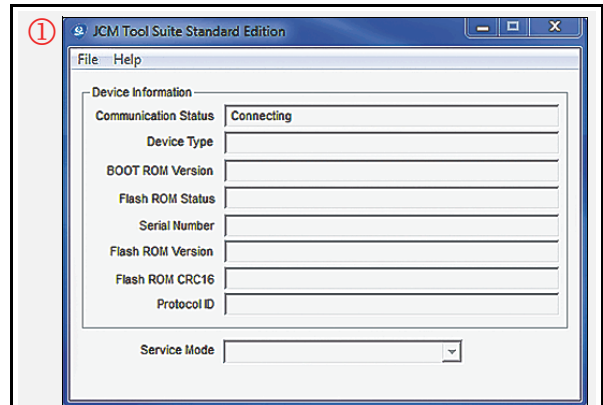 ①
JCM Tool Suite Standard Edition
File Help
Device Information
Communication Status Connecting
Device Type
BOOT ROM Version
Flash ROM Status
Serial Number
Flash ROM Version
Flash ROM CRC16
Protocol ID
Service Mode